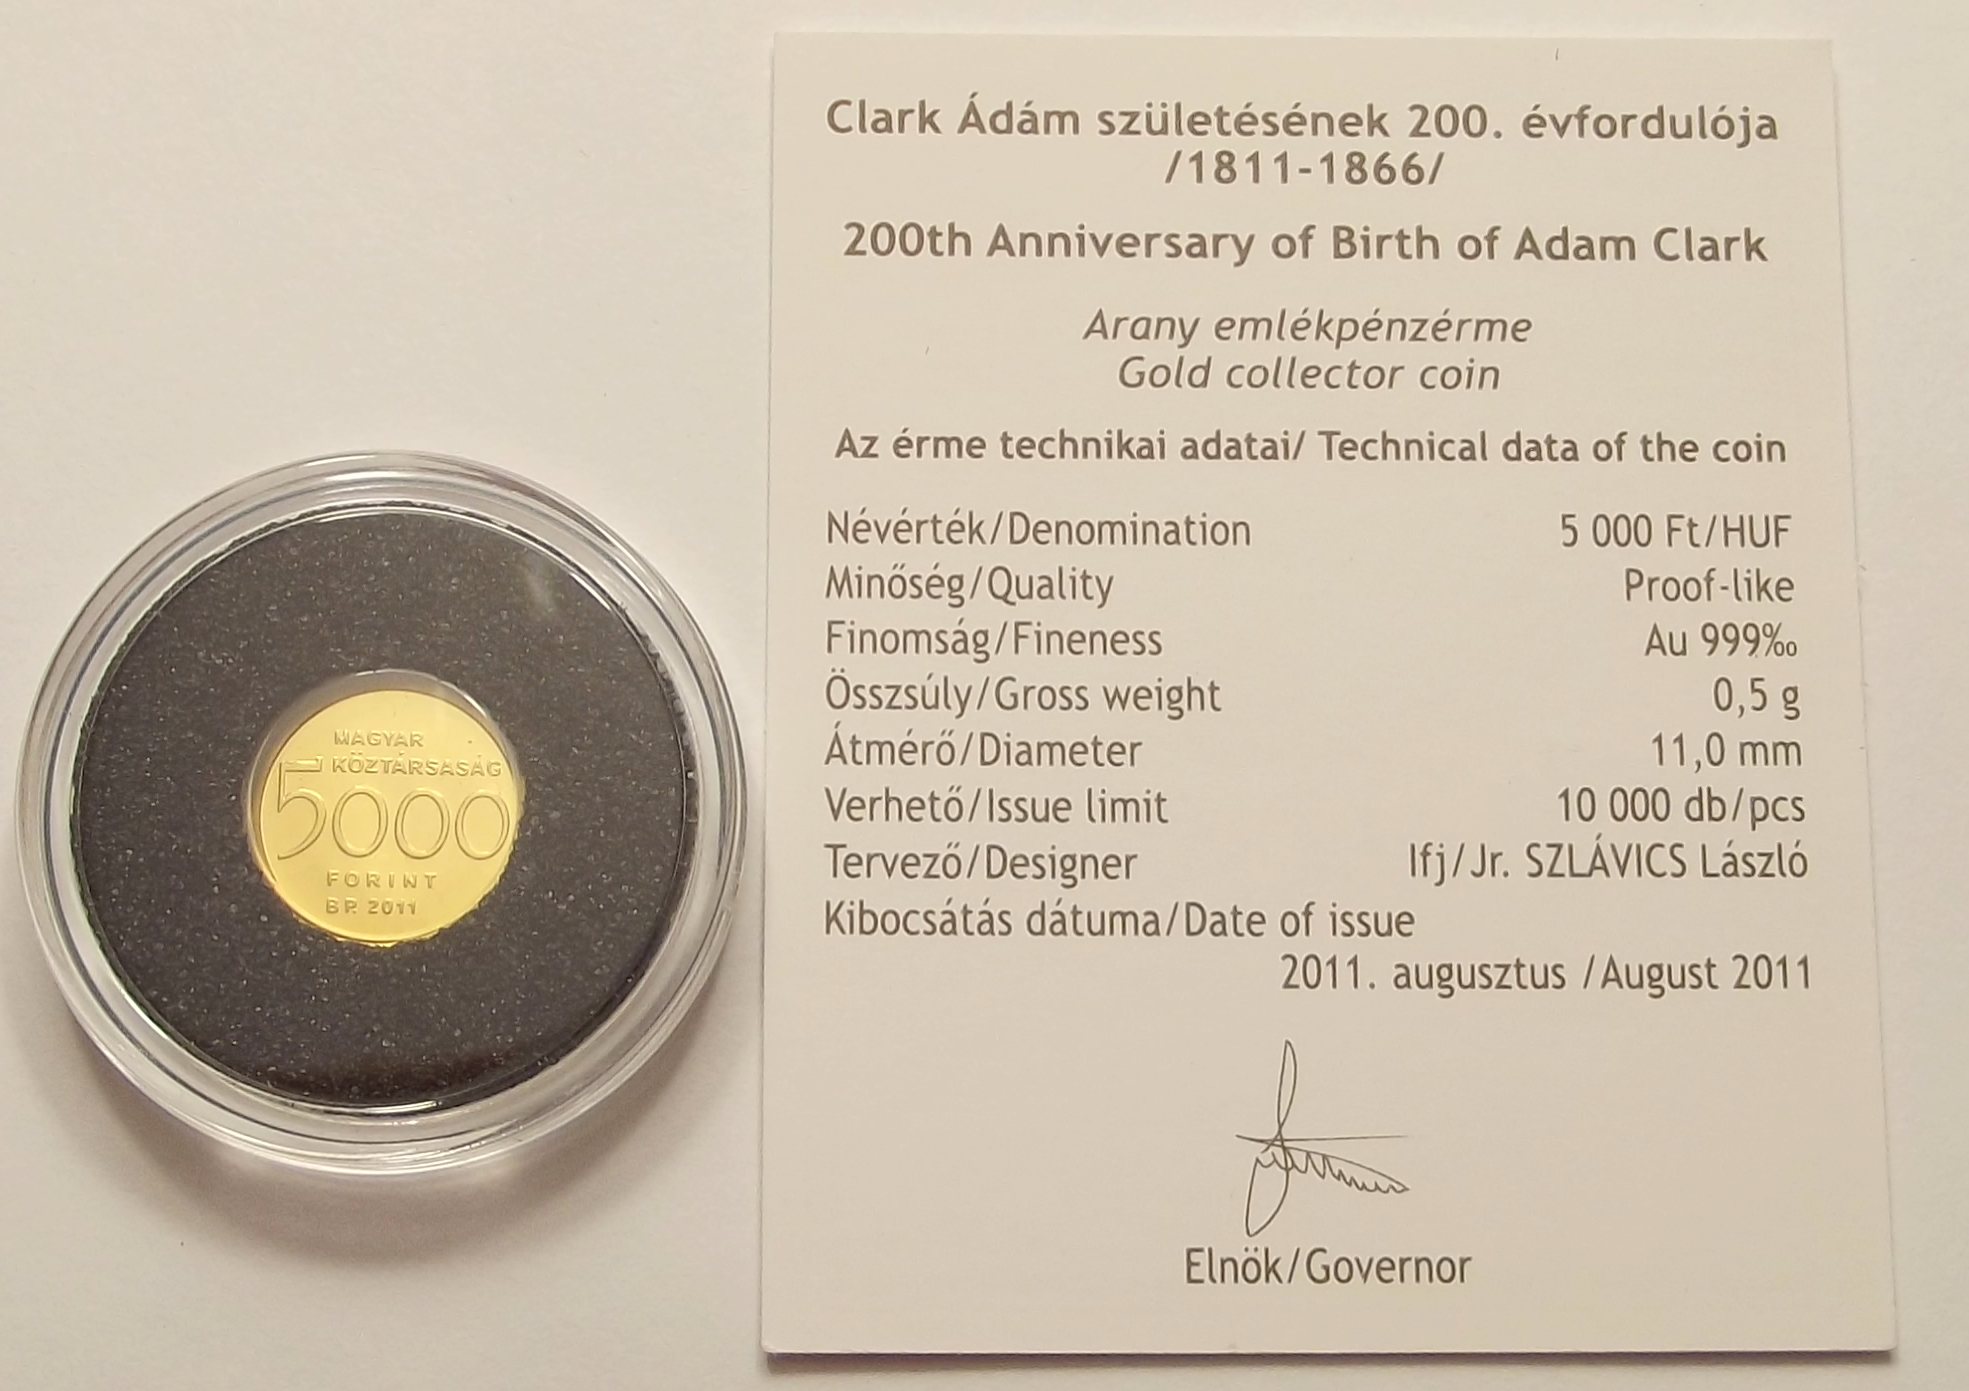 MAGYAR
KÖZTÁRSASÁG
5000
FORINT
BP. 2011
Clark Ádám születésének 200. évfordulója
/1811-1866/
200th Anniversary of Birth of Adam Clark
Arany emlékpénzérme
Gold collector coin
Az érme technikai adatai/ Technical data of the coin
Névérték/Denomination 5 000 Ft/HUF
Minőség/Quality Proof-like
Finomság/Fineness Au 999‰
Összsúly/Gross weight 0,5 g
Átmérő/Diameter 11,0 mm
Verhető/Issue limit 10 000 db/pcs
Tervező/Designer Ifj/Jr. SZLÁVICS László
Kibocsátás dátuma/Date of issue
2011. augusztus /August 2011
Elnök/Governor